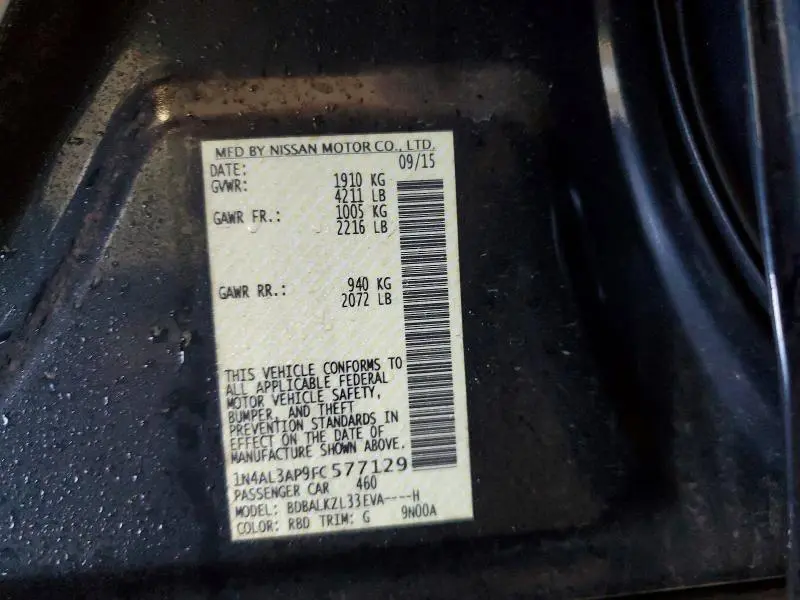 MFD BY NISSAN MOTOR CO., LTD.
DATE: 09/15
GVWR: 1910 KG
4211 LB
GAWR FR.: 1005 KG
2216 LB
GAWR RR.: 940 KG
2072 LB
THIS VEHICLE CONFORMS TO
ALL APPLICABLE FEDERAL
MOTOR VEHICLE SAFETY,
BUMPER, AND THEFT
PREVENTION STANDARDS IN
EFFECT ON THE DATE OF
MANUFACTURE SHOWN ABOVE.
1N4AL3AP9FC577129
PASSENGER CAR 460
MODEL: BDBALKZL33EVA----H
COLOR: RBD TRIM: G 9N00A